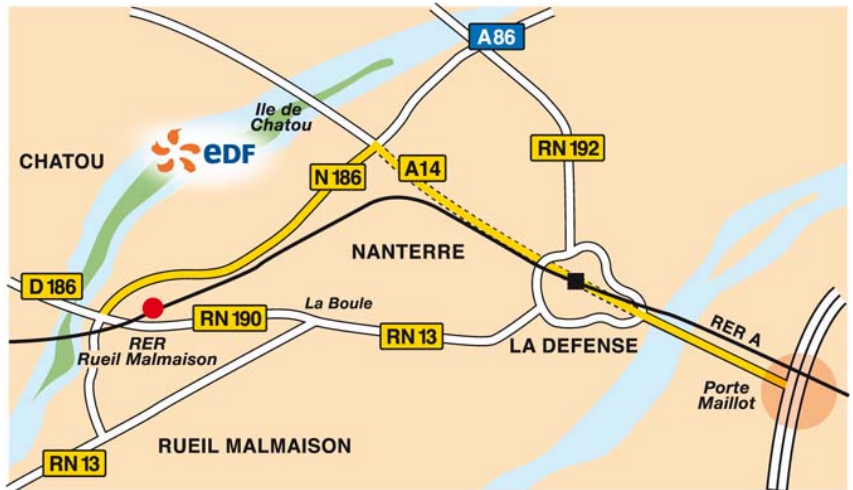 A86
Ile de
Chatou
eDF
CHATOU
RN 192
A14
N 186
NANTERRE
D 186
La Boule
RN 190
RER
Rueil Malmaison
RN 13
LA DEFENSE
RER A
Porte
Maillot
RUEIL MALMAISON
RN 13